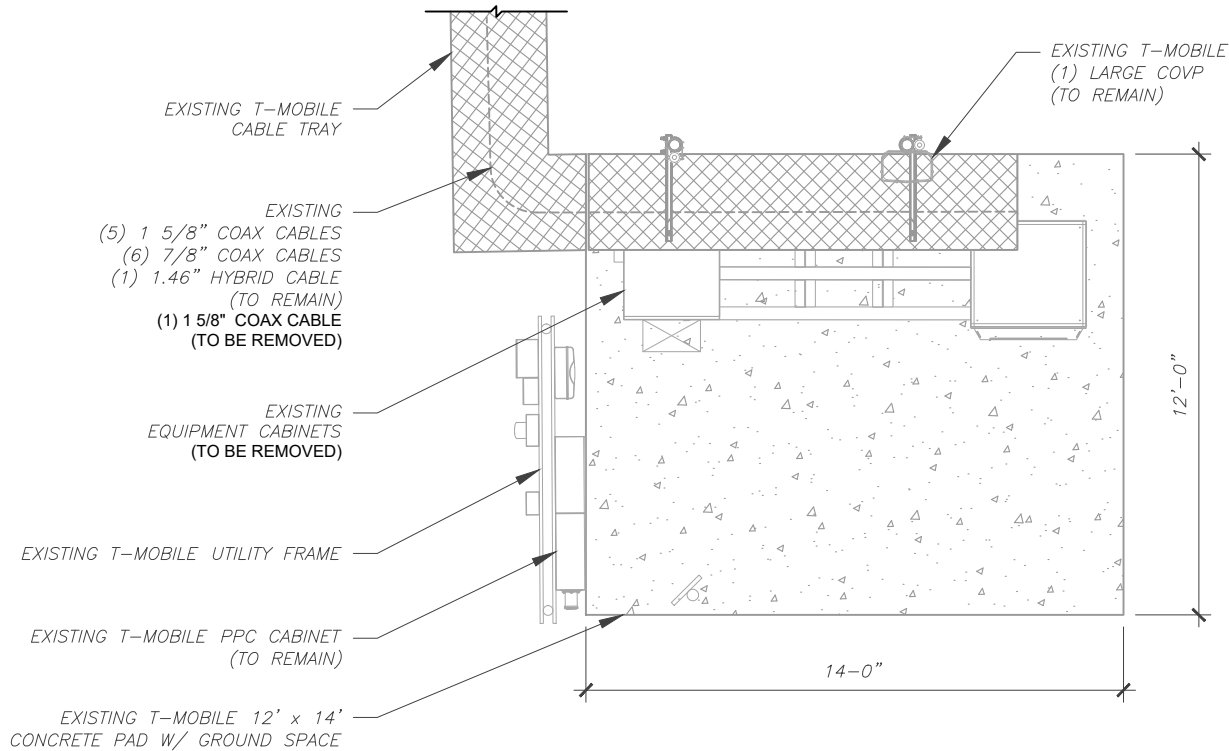 EXISTING T-MOBILE
CABLE TRAY
EXISTING
(5) 1 5/8" COAX CABLES
(6) 7/8" COAX CABLES
(1) 1.46" HYBRID CABLE
(TO REMAIN)
(1) 1 5/8" COAX CABLE
(TO BE REMOVED)
EXISTING
EQUIPMENT CABINETS
(TO BE REMOVED)
EXISTING T-MOBILE UTILITY FRAME
EXISTING T-MOBILE PPC CABINET
(TO REMAIN)
EXISTING T-MOBILE 12' x 14'
CONCRETE PAD W/ GROUND SPACE
EXISTING T-MOBILE
(1) LARGE COVP
(TO REMAIN)
12'-0"
14-0"